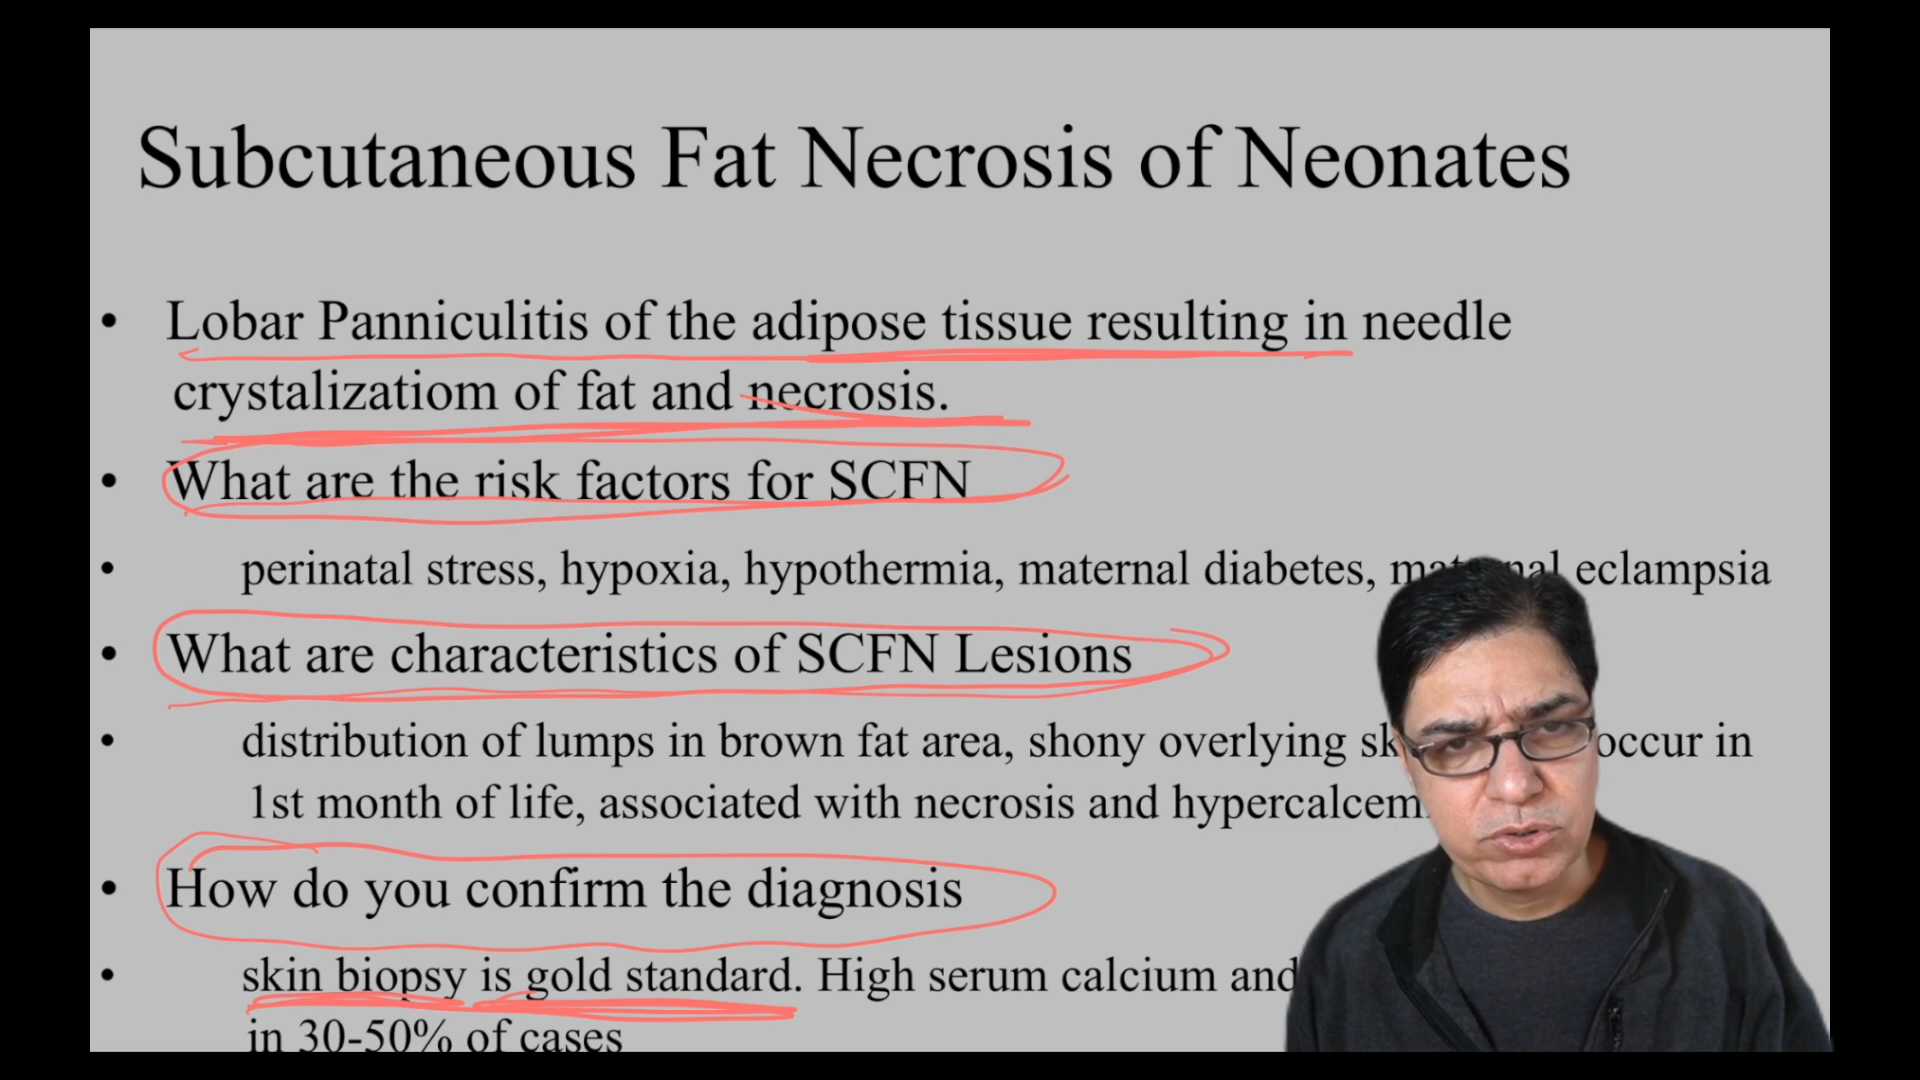 Subcutaneous Fat Necrosis of Neonates
• Lobar Panniculitis of the adipose tissue resulting in needle
crystalizatiom of fat and necrosis.
• What are the risk factors for SCFN
• perinatal stress, hypoxia, hypothermia, maternal diabetes, maternal eclampsia
• What are characteristics of SCFN Lesions
• distribution of lumps in brown fat area, shony overlying occur in
1st month of life, associated with necrosis and
• How do you confirm the diagnosis
• skin biopsy is gold standard. High serum calcium and
in 30-50% of cases